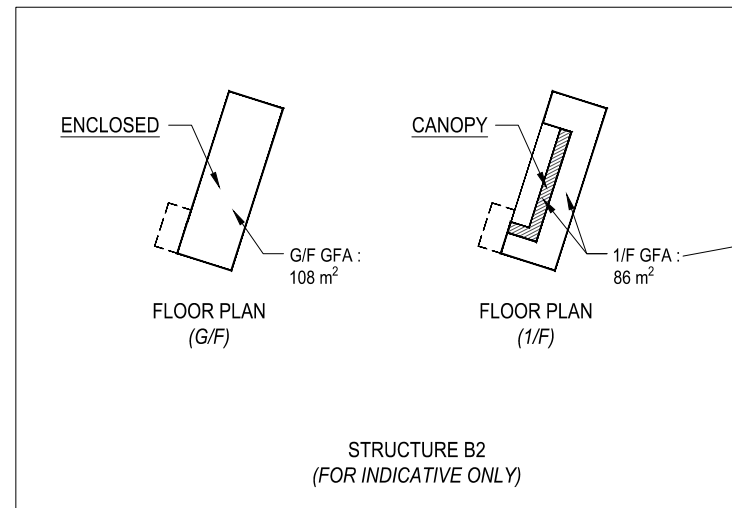 ENCLOSED
G/F GFA :
108 m²
FLOOR PLAN
(G/F)
CANOPY
1/F GFA :
86 m²
FLOOR PLAN
(1/F)
STRUCTURE B2
(FOR INDICATIVE ONLY)